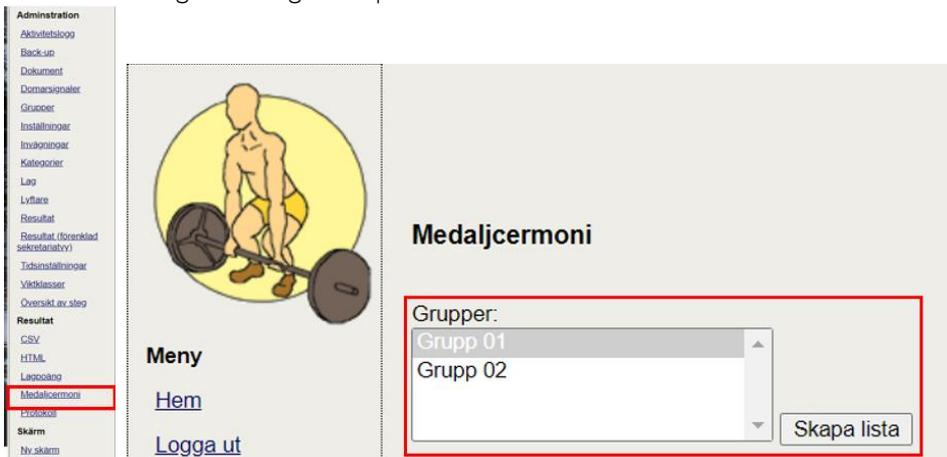 Adminstration
Aktivitetslogg
Back-up
Dokument
Domarsignaler
Grupper
Inställningar
Invägningar
Kategorier
Lag
Lyftare
Resultat
Resultat (förenklad
sekretariatvy)
Tidsinställningar
Viktklasser
Översikt av steg
Resultat
CSV
HTML
Lagpoäng
Medaljcermoni
Protokoll
Skärm
Ny skärm
Meny
Hem
Logga ut
Medaljcermoni
Grupper:
Grupp 01
Grupp 02
Skapa lista